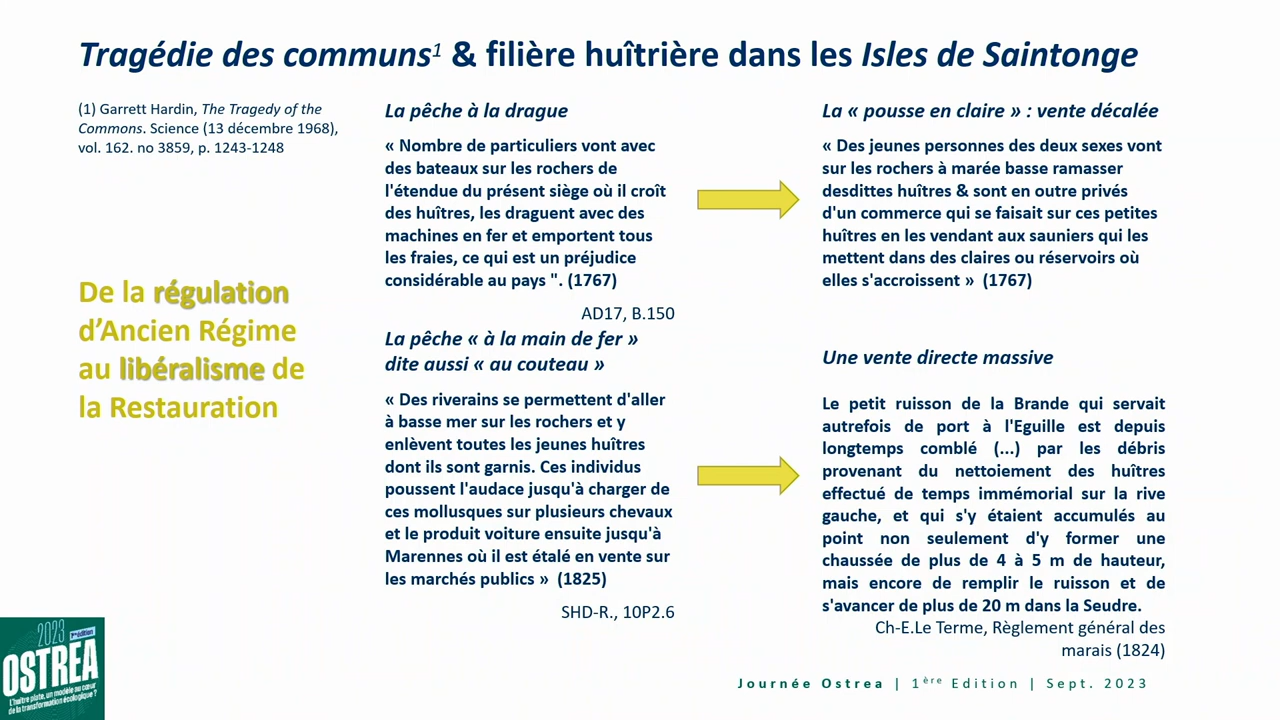 Tragédie des communs¹ & filière huîtrière dans les Isles de Saintonge
(1) Garrett Hardin, The Tragedy of the
Commons. Science (13 décembre 1968),
vol. 162. no 3859, p. 1243-1248
De la régulation
d’Ancien Régime
au libéralisme de
la Restauration
La pêche à la drague
« Nombre de particuliers vont avec
des bateaux sur les rochers de
l'étendue du présent siège où il croît
des huîtres, les draguent avec des
machines en fer et emportent tous
les fraies, ce qui est un préjudice
considérable au pays ". (1767)
AD17, B.150
La « pousse en claire » : vente décalée
« Des jeunes personnes des deux sexes vont
sur les rochers à marée basse ramasser
desdittes huîtres & sont en outre privés
d'un commerce qui se faisait sur ces petites
huîtres en les vendant aux sauniers qui les
mettent dans des claires ou réservoirs où
elles s'accroissent » (1767)
La pêche « à la main de fer »
dite aussi « au couteau »
« Des riverains se permettent d'aller
à basse mer sur les rochers et y
enlèvent toutes les jeunes huîtres
dont ils sont garnis. Ces individus
poussent l'audace jusqu'à charger de
ces mollusques sur plusieurs chevaux
et le produit voiture ensuite jusqu'à
Marennes où il est étalé en vente sur
les marchés publics » (1825)
SHD-R., 10P2.6
Une vente directe massive
Le petit ruisson de la Brande qui servait
autrefois de port à l'Eguille est depuis
longtemps comblé (...) par les débris
provenant du nettoiement des huîtres
effectué de temps immémorial sur la rive
gauche, et qui s'y étaient accumulés au
point non seulement d'y former une
chaussée de plus de 4 à 5 m de hauteur,
mais encore de remplir le ruisson et de
s'avancer de plus de 20 m dans la Seudre.
Ch-E.Le Terme, Règlement général des
marais (1824)
2023
1ère édition
OSTREA
L'huître plate, un modèle au cœur
de la transformation écologique ?
Journée Ostrea | 1ère Edition | Sept. 2023